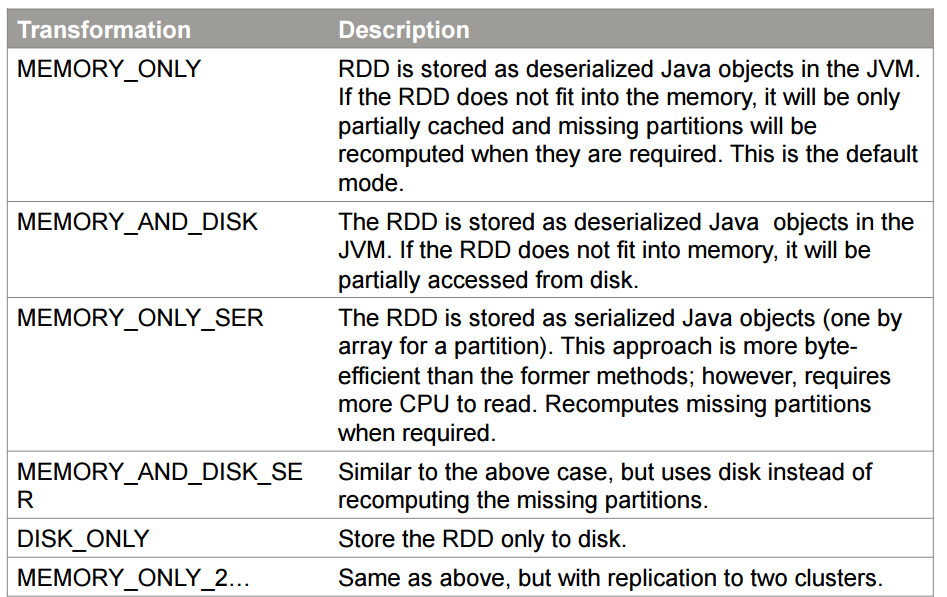 Transformation Description
MEMORY_ONLY RDD is stored as deserialized Java objects in the JVM.
If the RDD does not fit into the memory, it will be only
partially cached and missing partitions will be
recomputed when they are required. This is the default
mode.
MEMORY_AND_DISK The RDD is stored as deserialized Java  objects in the
JVM. If the RDD does not fit into memory, it will be
partially accessed from disk.
MEMORY_ONLY_SER The RDD is stored as serialized Java objects (one by
array for a partition). This approach is more byte-
efficient than the former methods; however, requires
more CPU to read. Recomputes missing partitions
when required.
MEMORY_AND_DISK_SE Similar to the above case, but uses disk instead of
R recomputing the missing partitions.
DISK_ONLY Store the RDD only to disk.
MEMORY_ONLY_2… Same as above, but with replication to two clusters.